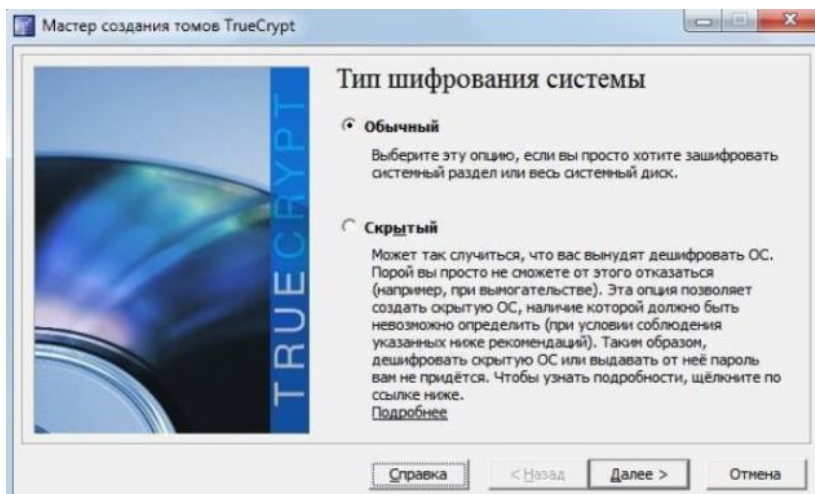 Мастер создания томов TrueCrypt
TRUECRYPT
Тип шифрования системы
Обычный
Выберите эту опцию, если вы просто хотите зашифровать
системный раздел или весь системный диск.
Скрытый
Может так случиться, что вас вынудят дешифровать ОС.
Порой вы просто не сможете от этого отказаться
(например, при вымогательстве). Эта опция позволяет
создать скрытую ОС, наличие которой должно быть
невозможно определить (при условии соблюдения
указанных ниже рекомендаций). Таким образом,
дешифровать скрытую ОС или выдавать от неё пароль
вам не придётся. Чтобы узнать подробности, щёлкните по
ссылке ниже.
Подробнее
Справка
< Назад
Далее >
Отмена